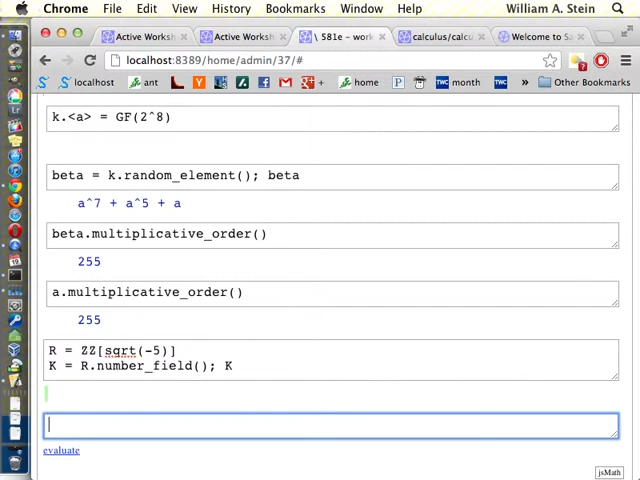 Chrome File Edit View History Bookmarks Window Help William A. Stein
Active Worksh
Active Worksh
\ 581e – work
calculus/calcu
Welcome to Sa
localhost:8389/home/admin/37/#
S localhost ant home month » Other Bookmarks
k.<a> = GF(2^8)
beta = k.random_element(); beta
a^7 + a^5 + a
beta.multiplicative_order()
255
a.multiplicative_order()
255
R = ZZ[sqrt(-5)]
K = R.number_field(); K
evaluate
jsMath